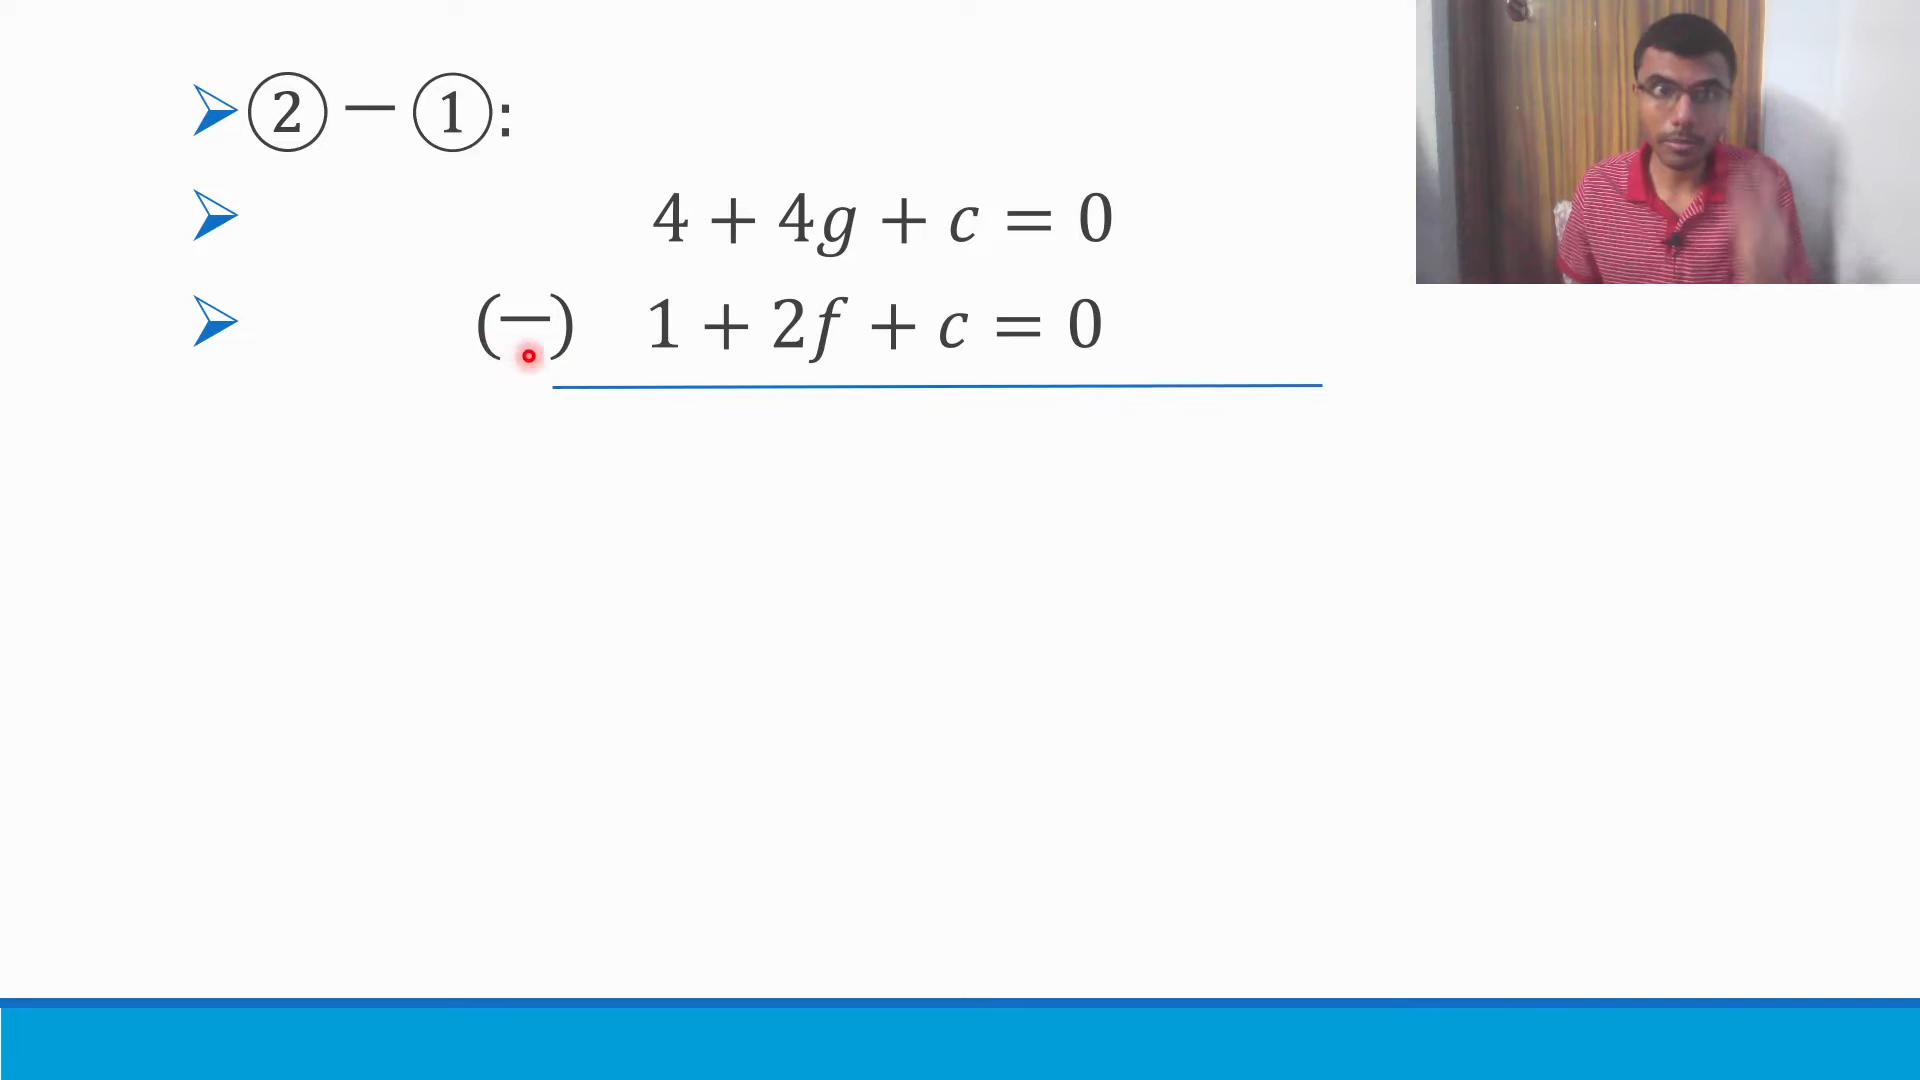 ② − ①:
4 + 4g + c = 0
(−) 1 + 2f + c = 0